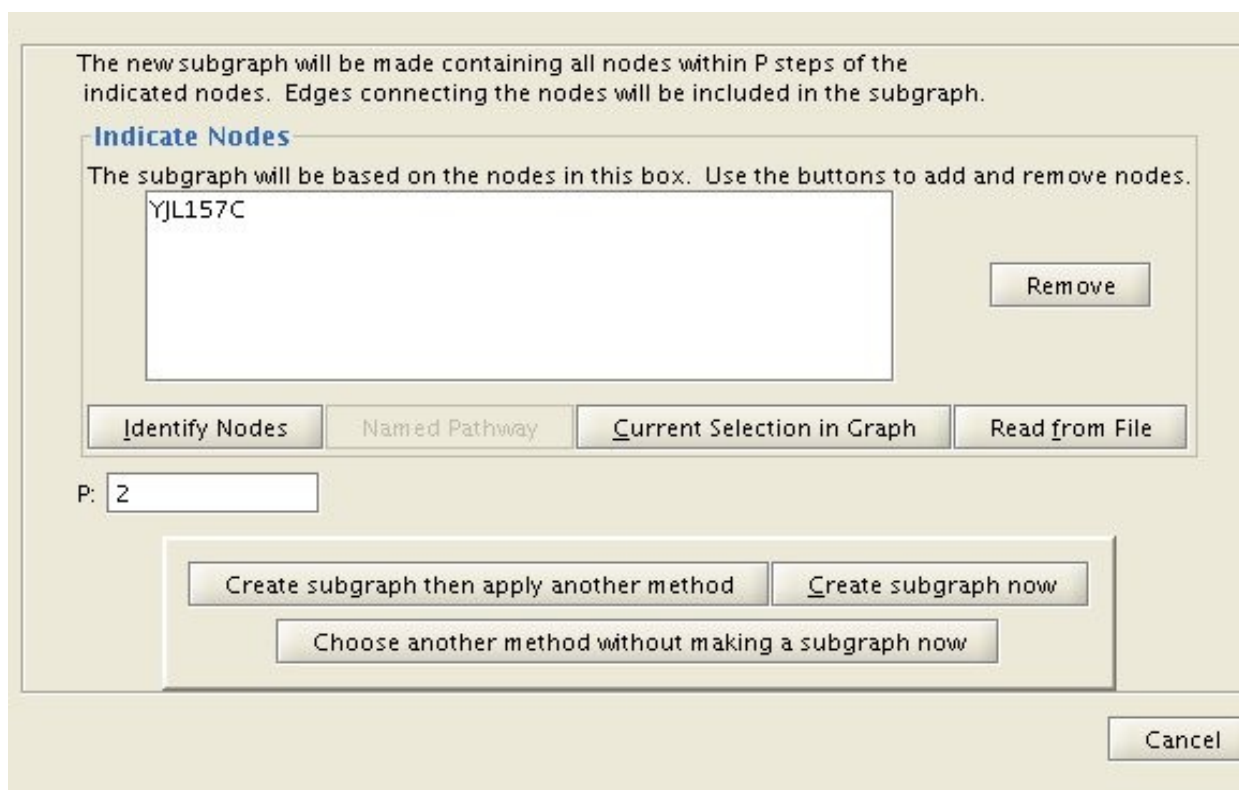 The new subgraph will be made containing all nodes within P steps of the
indicated nodes.  Edges connecting the nodes will be included in the subgraph.
Indicate Nodes
The subgraph will be based on the nodes in this box.  Use the buttons to add and remove nodes.
YJL157C
Remove
Identify Nodes
Named Pathway
Current Selection in Graph
Read from File
P: 2
Create subgraph then apply another method
Create subgraph now
Choose another method without making a subgraph now
Cancel